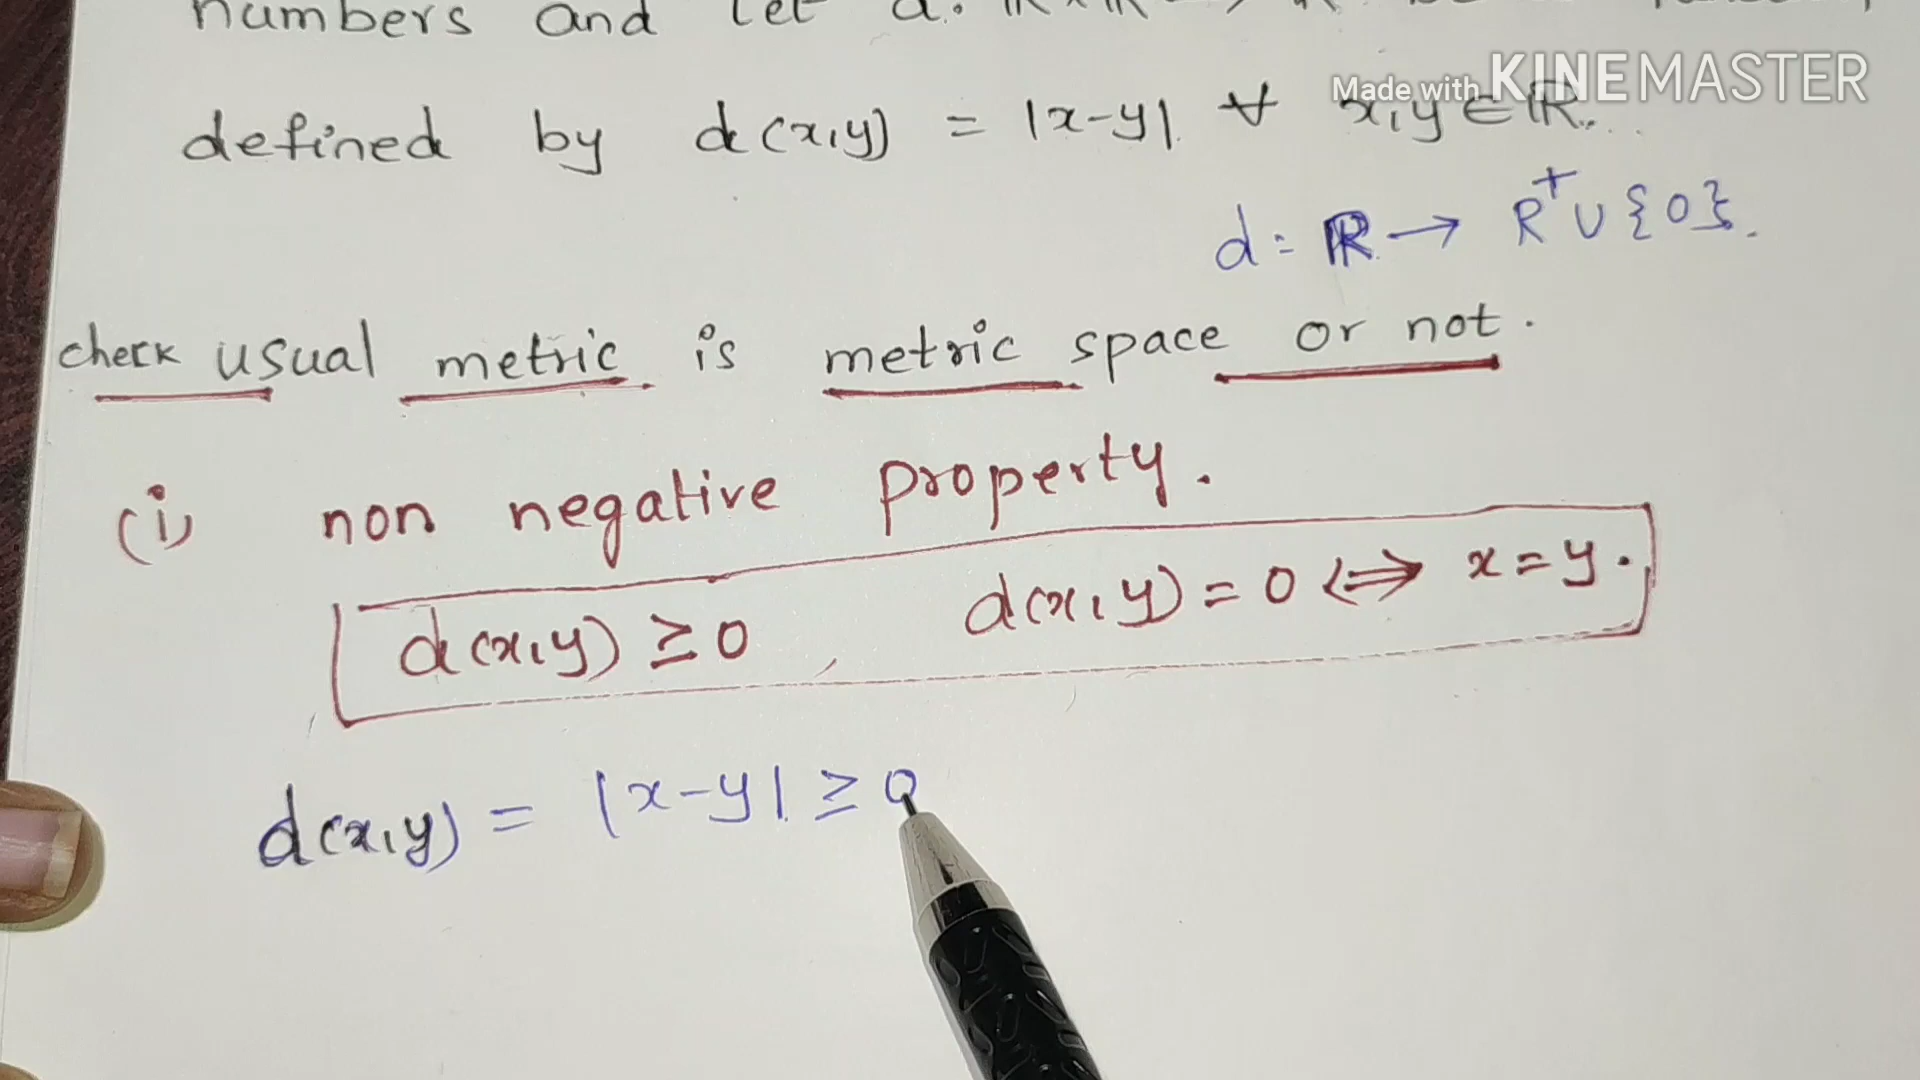 numbers and let d:
Made with KINEMASTER
defined by d(x,y) = |x-y| ∀ x,y ∈ ℝ.
d = ℝ → R⁺ ∪ {0}.
check usual metric is metric space or not.
(i) non negative property.
d(x,y) ≥ 0, d(x,y) = 0 ⟺ x = y.
d(x,y) = |x-y| ≥ 0